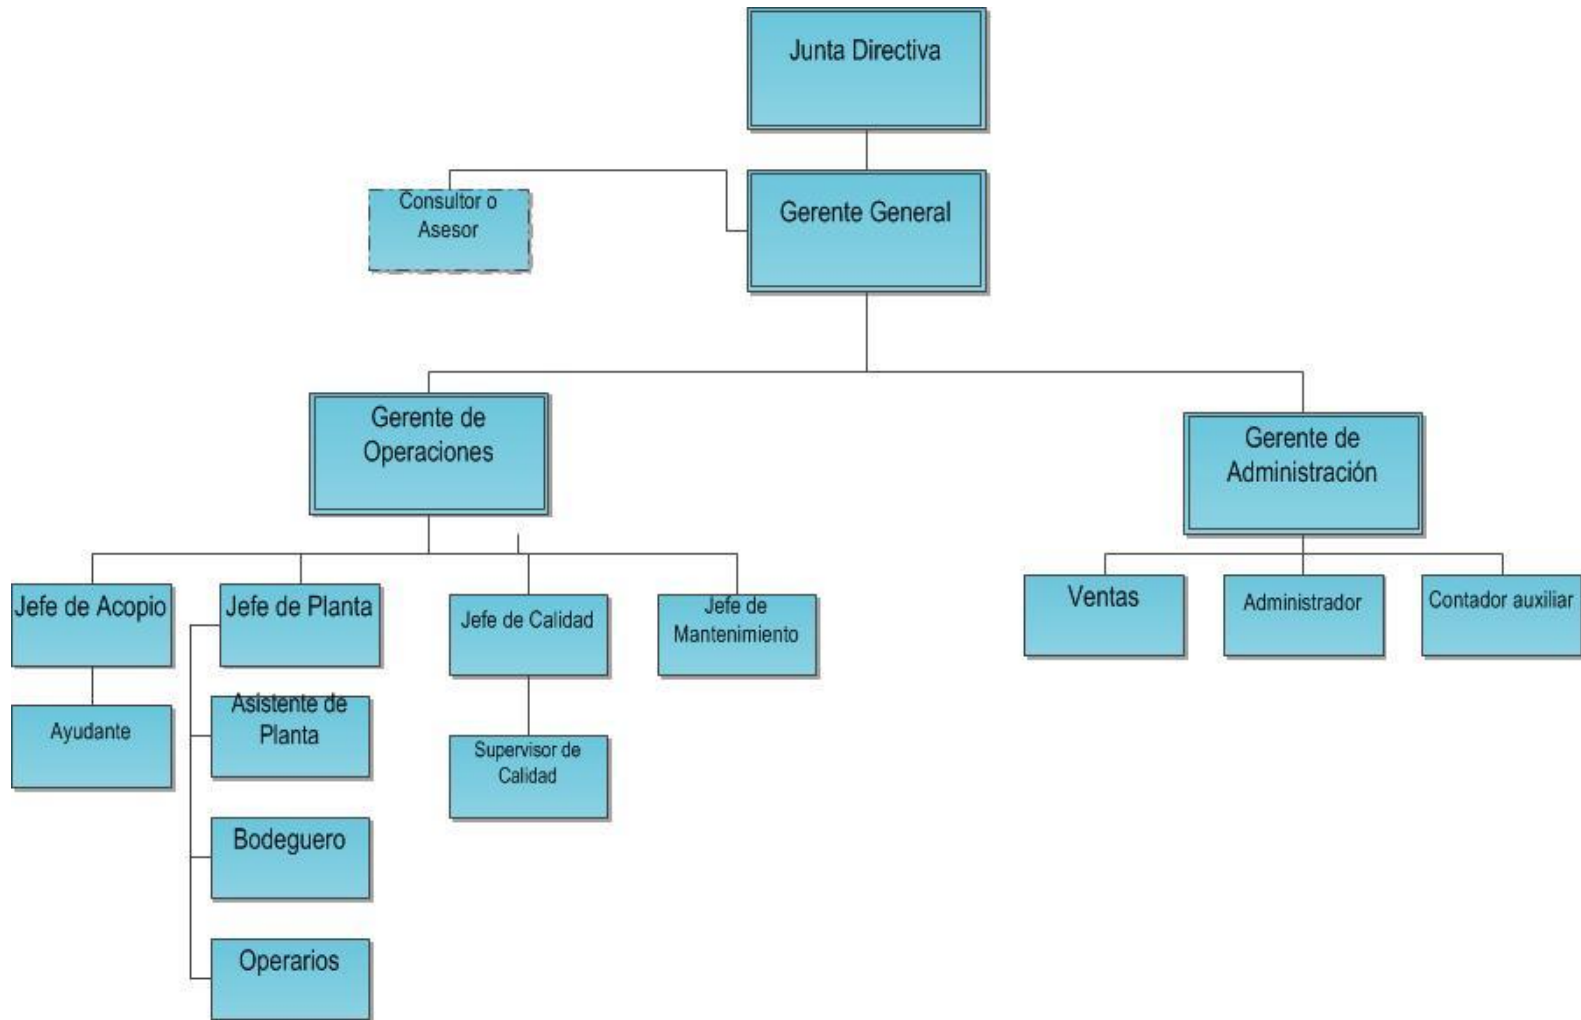 Junta Directiva
Consultor o
Asesor
Gerente General
Gerente de
Operaciones
Gerente de
Administración
Jefe de Acopio
Jefe de Planta
Jefe de Calidad
Jefe de
Mantenimiento
Ventas
Administrador
Contador auxiliar
Ayudante
Asistente de
Planta
Supervisor de
Calidad
Bodeguero
Operarios